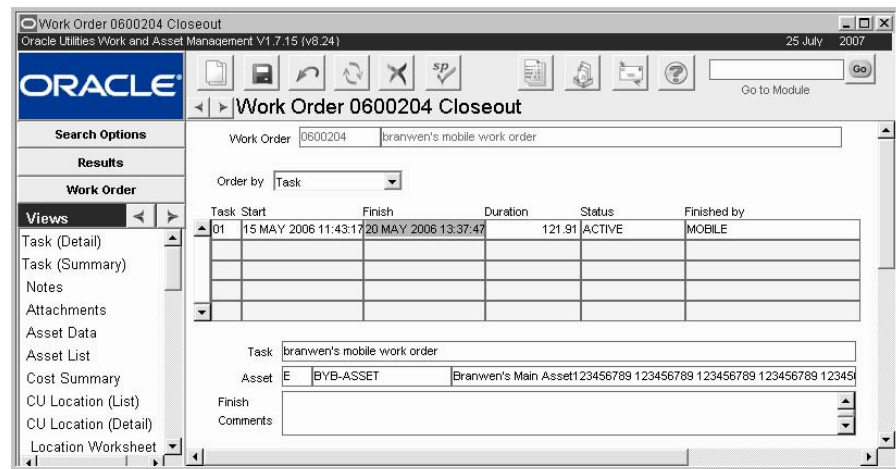 Work Order 0600204 Closeout
Oracle Utilities Work and Asset Management V1.7.15 (v8.24) 25 July 2007
ORACLE
sp
Go
Go to Module
Work Order 0600204 Closeout
Search Options
Results
Work Order
Views
Task (Detail)
Task (Summary)
Notes
Attachments
Asset Data
Asset List
Cost Summary
CU Location (List)
CU Location (Detail)
Location Worksheet
Work Order 0600204 branwen's mobile work order
Order by Task
Task Start Finish Duration Status Finished by
01 15 MAY 2006 11:43:17 20 MAY 2006 13:37:47 121.91 ACTIVE MOBILE
Task branwen's mobile work order
Asset E BYB-ASSET Branwen's Main Asset123456789 123456789 123456789 123456789 12345
Finish
Comments